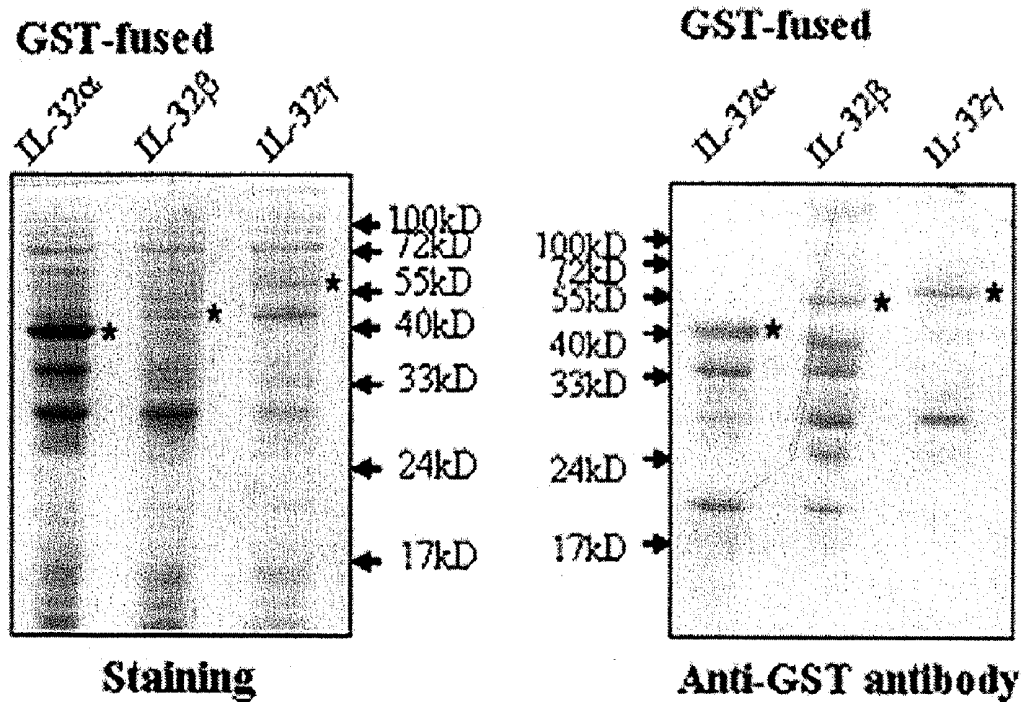 GST-fused
IL-32α
IL-32β
IL-32γ
100kD
72kD
55kD
40kD
33kD
24kD
17kD
Staining
GST-fused
IL-32α
IL-32β
IL-32γ
100kD
72kD
55kD
40kD
33kD
24kD
17kD
Anti-GST antibody